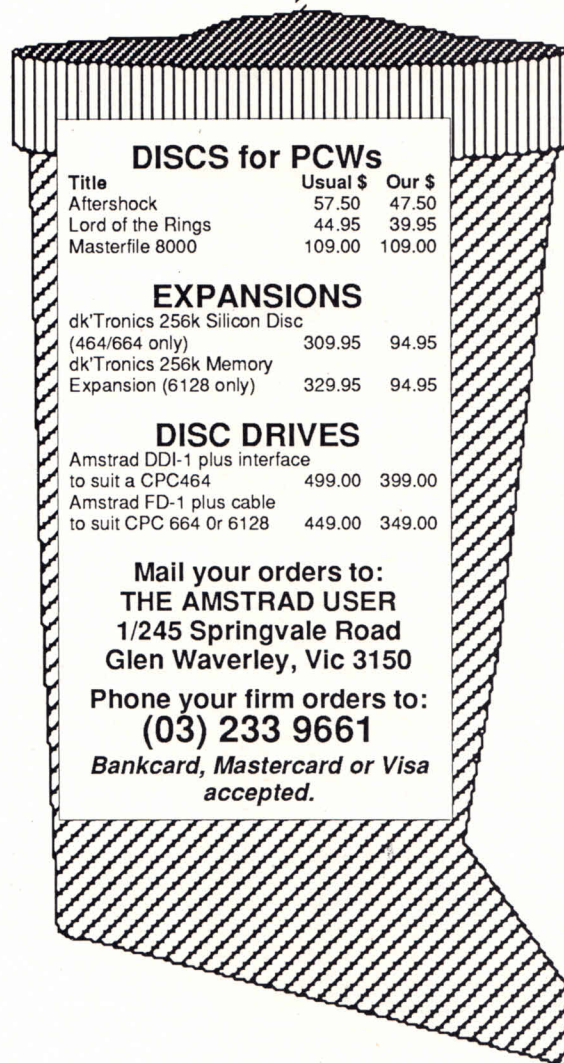 DISCS for PCWs
Title Usual $ Our $
Aftershock 57.50 47.50
Lord of the Rings 44.95 39.95
Masterfile 8000 109.00 109.00
EXPANSIONS
dk'Tronics 256k Silicon Disc
(464/664 only) 309.95 94.95
dk'Tronics 256k Memory
Expansion (6128 only) 329.95 94.95
DISC DRIVES
Amstrad DDI-1 plus interface
to suit a CPC464 499.00 399.00
Amstrad FD-1 plus cable
to suit CPC 664 0r 6128 449.00 349.00
Mail your orders to:
THE AMSTRAD USER
1/245 Springvale Road
Glen Waverley, Vic 3150
Phone your firm orders to:
(03) 233 9661
Bankcard, Mastercard or Visa
accepted.